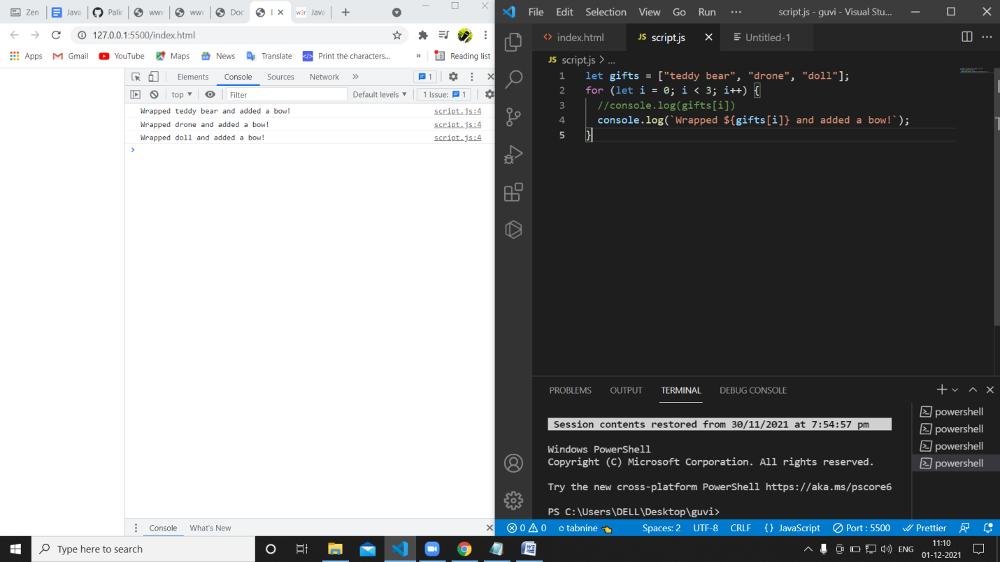 Zen
Java
Palin
www
www
Doc
Java
127.0.0.1:5500/index.html
Apps
Gmail
YouTube
Maps
News
Translate
Print the characters...
»
Reading list
Elements
Console
Sources
Network
»
1
top ▼
Filter
Default levels ▼
1 Issue: 1
Wrapped teddy bear and added a bow! script.js:4
Wrapped drone and added a bow! script.js:4
Wrapped doll and added a bow! script.js:4
>
Console
What's New
File Edit Selection View Go Run ··· script.js - guvi - Visual Stu...
<> index.html
JS script.js
Untitled-1
JS script.js > ...
1 let gifts = ["teddy bear", "drone", "doll"];
2 for (let i = 0; i < 3; i++) {
3 //console.log(gifts[i])
4 console.log(`Wrapped ${gifts[i]} and added a bow!`);
5 }
PROBLEMS OUTPUT TERMINAL DEBUG CONSOLE
Session contents restored from 30/11/2021 at 7:54:57 pm
Windows PowerShell
Copyright (C) Microsoft Corporation. All rights reserved.
Try the new cross-platform PowerShell https://aka.ms/pscore6
PS C:\Users\DELL\Desktop\guvi>
powershell
powershell
powershell
powershell
0 0 tabnine Spaces: 2 UTF-8 CRLF {} JavaScript Port : 5500 Prettier
Type here to search
ENG
11:10
01-12-2021